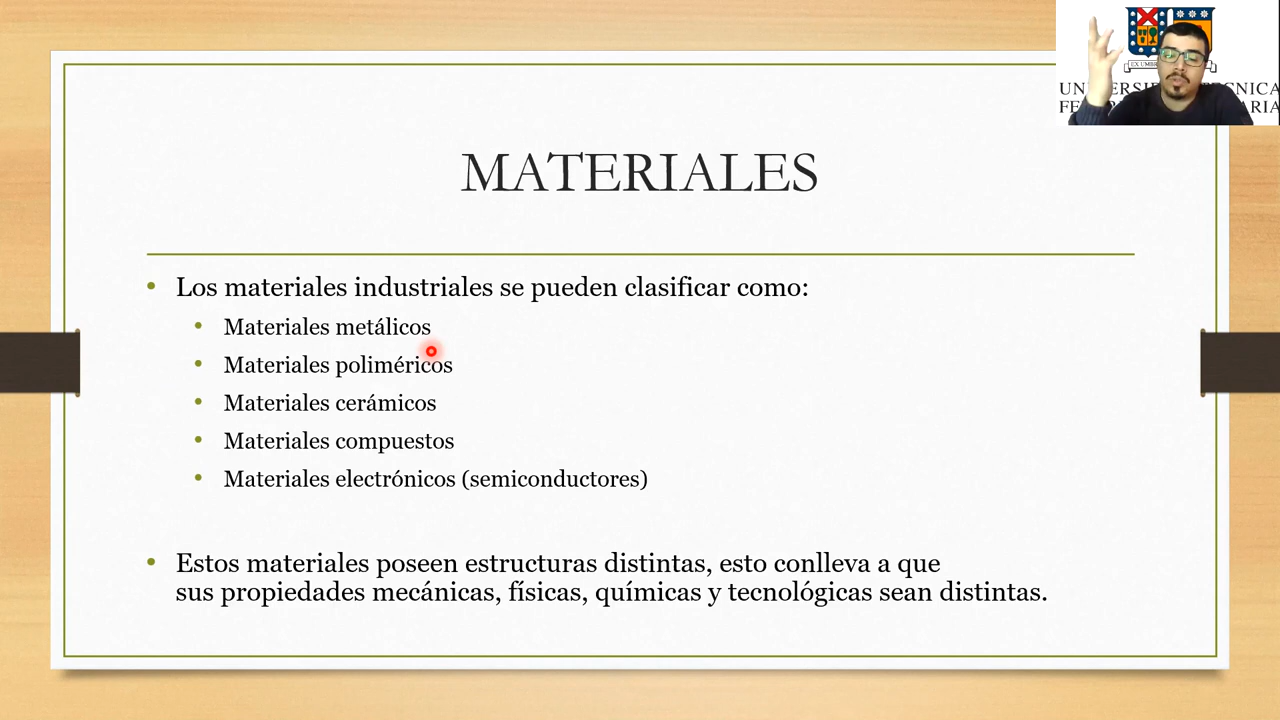 MATERIALES
• Los materiales industriales se pueden clasificar como:
• Materiales metálicos
• Materiales poliméricos
• Materiales cerámicos
• Materiales compuestos
• Materiales electrónicos (semiconductores)
• Estos materiales poseen estructuras distintas, esto conlleva a que
sus propiedades mecánicas, físicas, químicas y tecnológicas sean distintas.